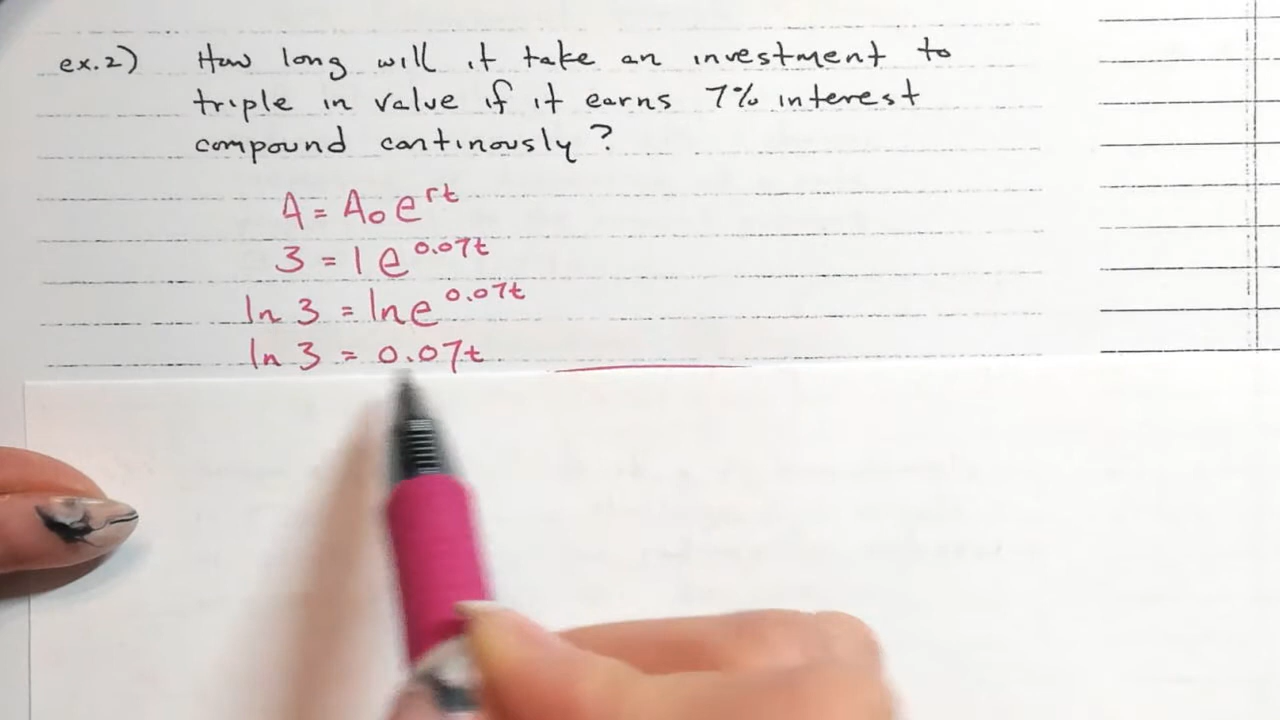 ex.2) How long will it take an investment to
triple in value if it earns 7% interest
compound continously?
A = A₀e^rt
3 = 1e^0.07t
ln 3 = lne^0.07t
ln 3 = 0.07t